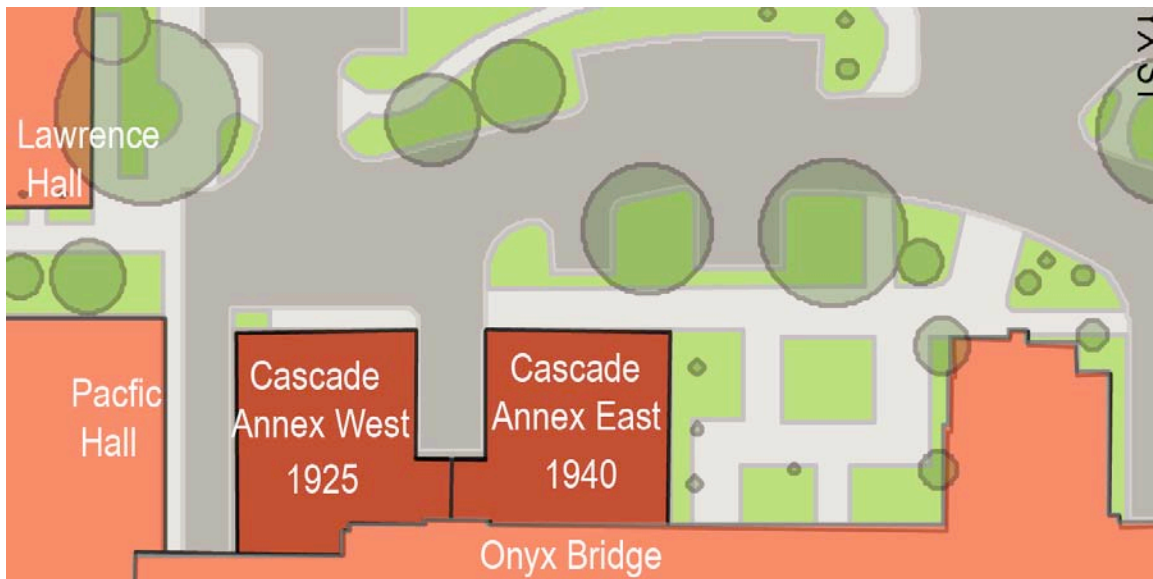 Lawrence
Hall
Pacfic
Hall
Cascade
Annex West
1925
Cascade
Annex East
1940
Onyx Bridge